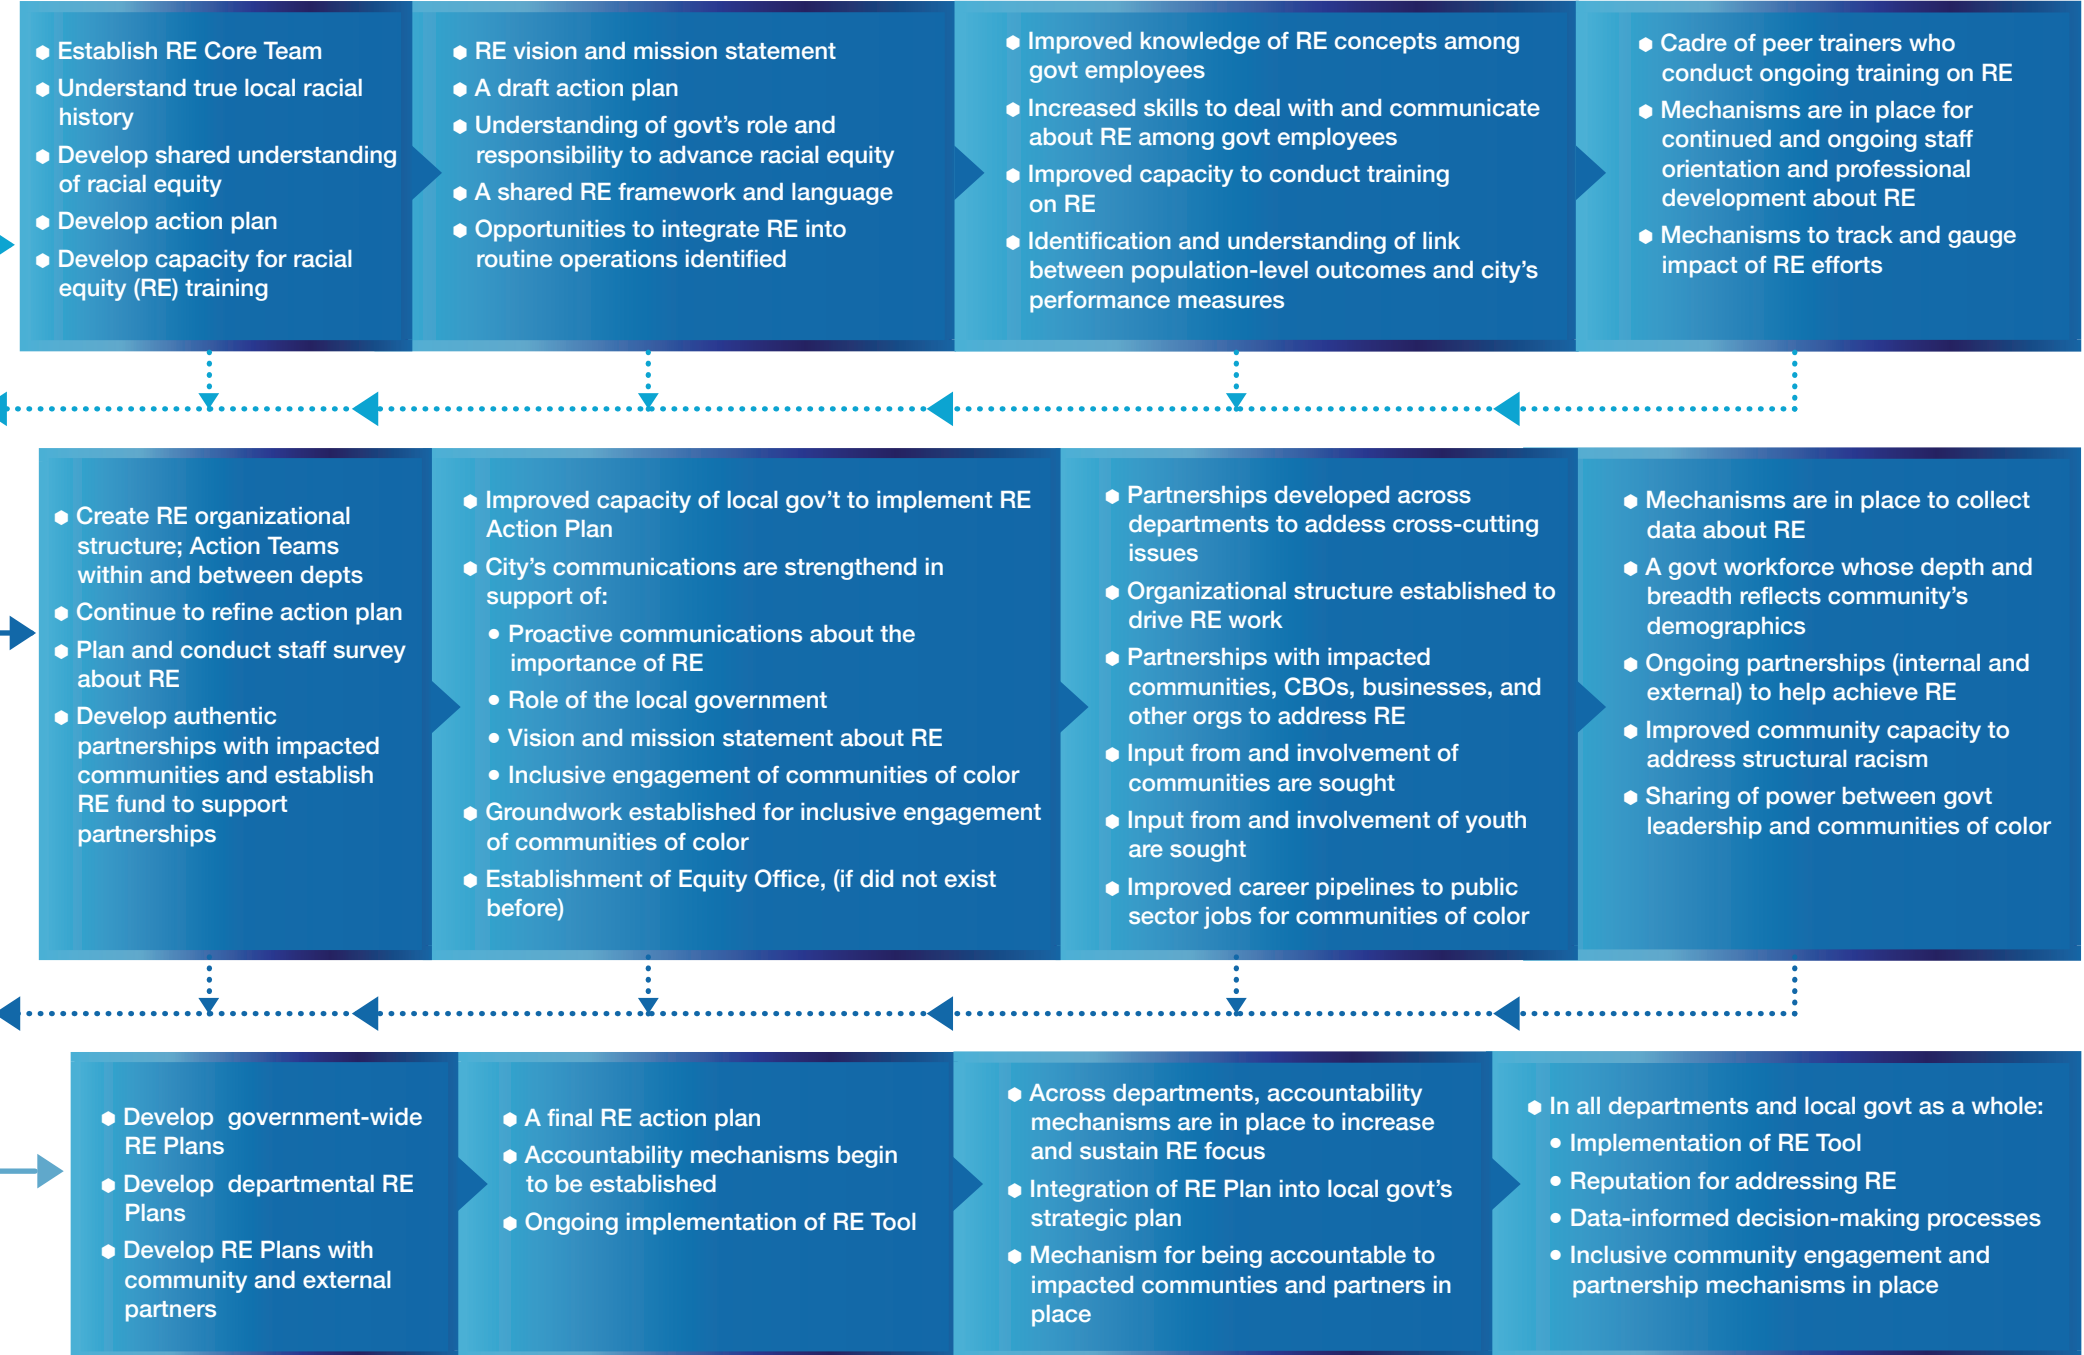 Establish RE Core Team
Understand true local racial
history
Develop shared understanding
of racial equity
Develop action plan
Develop capacity for racial
equity (RE) training
RE vision and mission statement
A draft action plan
Understanding of govt's role and
responsibility to advance racial equity
A shared RE framework and language
Opportunities to integrate RE into
routine operations identified
Improved knowledge of RE concepts among
govt employees
Increased skills to deal with and communicate
about RE among govt employees
Improved capacity to conduct training
on RE
Identification and understanding of link
between population-level outcomes and city's
performance measures
Cadre of peer trainers who
conduct ongoing training on RE
Mechanisms are in place for
continued and ongoing staff
orientation and professional
development about RE
Mechanisms to track and gauge
impact of RE efforts
Create RE organizational
structure; Action Teams
within and between depts
Continue to refine action plan
Plan and conduct staff survey
about RE
Develop authentic
partnerships with impacted
communities and establish
RE fund to support
partnerships
Improved capacity of local gov't to implement RE
Action Plan
City's communications are strengthend in
support of:
Proactive communications about the
importance of RE
Role of the local government
Vision and mission statement about RE
Inclusive engagement of communities of color
Groundwork established for inclusive engagement
of communities of color
Establishment of Equity Office, (if did not exist
before)
Partnerships developed across
departments to addess cross-cutting
issues
Organizational structure established to
drive RE work
Partnerships with impacted
communities, CBOs, businesses, and
other orgs to address RE
Input from and involvement of
communities are sought
Input from and involvement of youth
are sought
Improved career pipelines to public
sector jobs for communities of color
Mechanisms are in place to collect
data about RE
A govt workforce whose depth and
breadth reflects community's
demographics
Ongoing partnerships (internal and
external) to help achieve RE
Improved community capacity to
address structural racism
Sharing of power between govt
leadership and communities of color
Develop government-wide
RE Plans
Develop departmental RE
Plans
Develop RE Plans with
community and external
partners
A final RE action plan
Accountability mechanisms begin
to be established
Ongoing implementation of RE Tool
Across departments, accountability
mechanisms are in place to increase
and sustain RE focus
Integration of RE Plan into local govt's
strategic plan
Mechanism for being accountable to
impacted communties and partners in
place
In all departments and local govt as a whole:
Implementation of RE Tool
Reputation for addressing RE
Data-informed decision-making processes
Inclusive community engagement and
partnership mechanisms in place